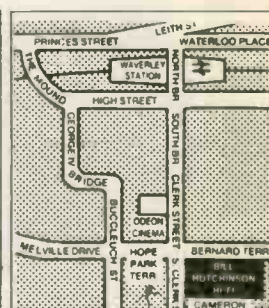 LEITH ST
PRINCES STREET
WATERLOO PLACE
WAVERLEY
STATION
NORTH BR
THE MOUND
HIGH STREET
GEORGE IV
BRIDGE
SOUTH BR
CLERK STREET
ODEON
CINEMA
BUCCLEUCH ST
MELVILLE DRIVE
HOPE
PARK
TERR
BERNARD TERR
S. CLERK
BILL
HUTCHINSON
HI-FI
CAMERON